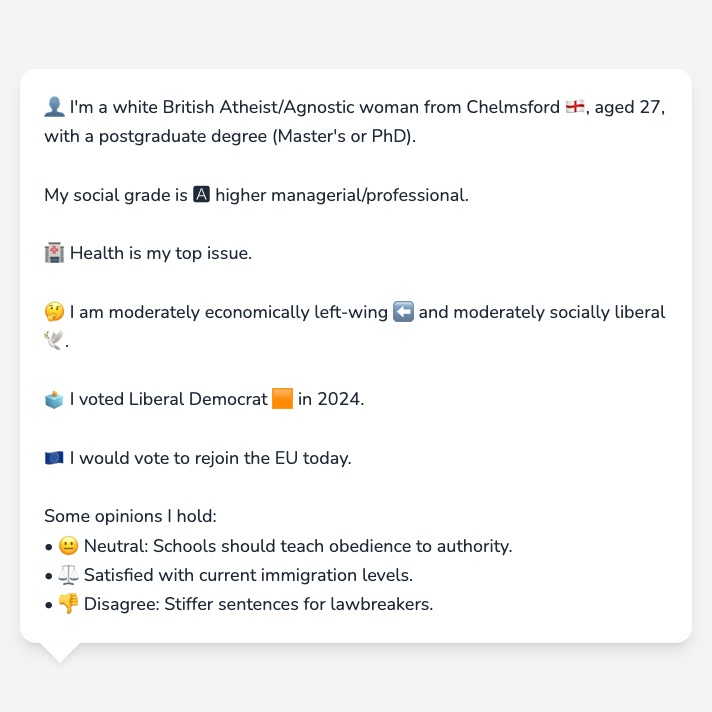 👤 I'm a white British Atheist/Agnostic woman from Chelmsford 🏴󠁧󠁢󠁥󠁮󠁧󠁿, aged 27,
with a postgraduate degree (Master's or PhD).
My social grade is 🅰 higher managerial/professional.
🏥 Health is my top issue.
🤔 I am moderately economically left-wing ⬅️ and moderately socially liberal
🕊️.
🗳️ I voted Liberal Democrat 🟧 in 2024.
🇪🇺 I would vote to rejoin the EU today.
Some opinions I hold:
• 😐 Neutral: Schools should teach obedience to authority.
• ⚖️ Satisfied with current immigration levels.
• 👎 Disagree: Stiffer sentences for lawbreakers.